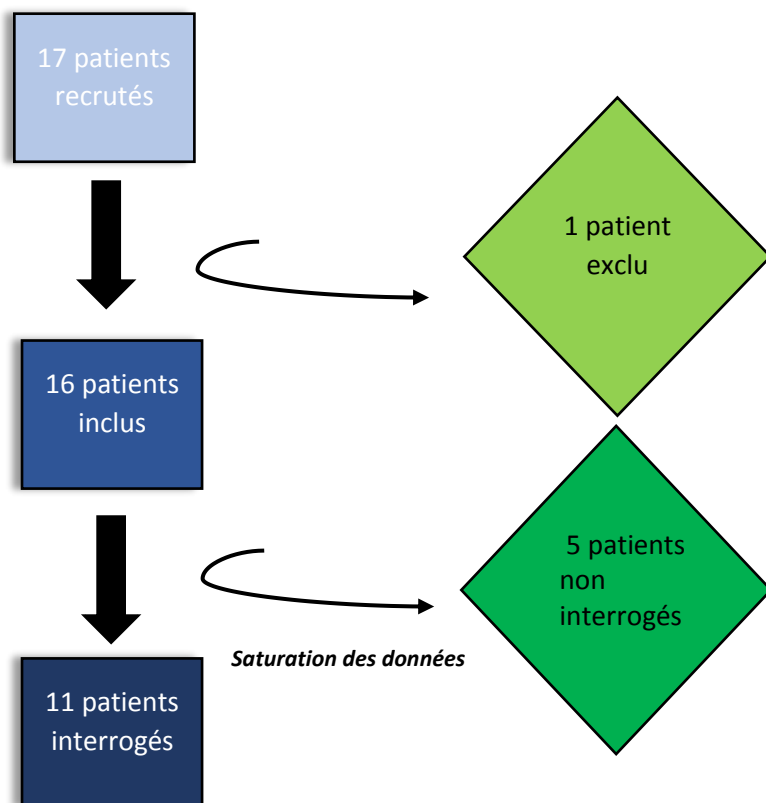 17 patients
recrutés
1 patient
exclu
16 patients
inclus
5 patients
non
interrogés
Saturation des données
11 patients
interrogés